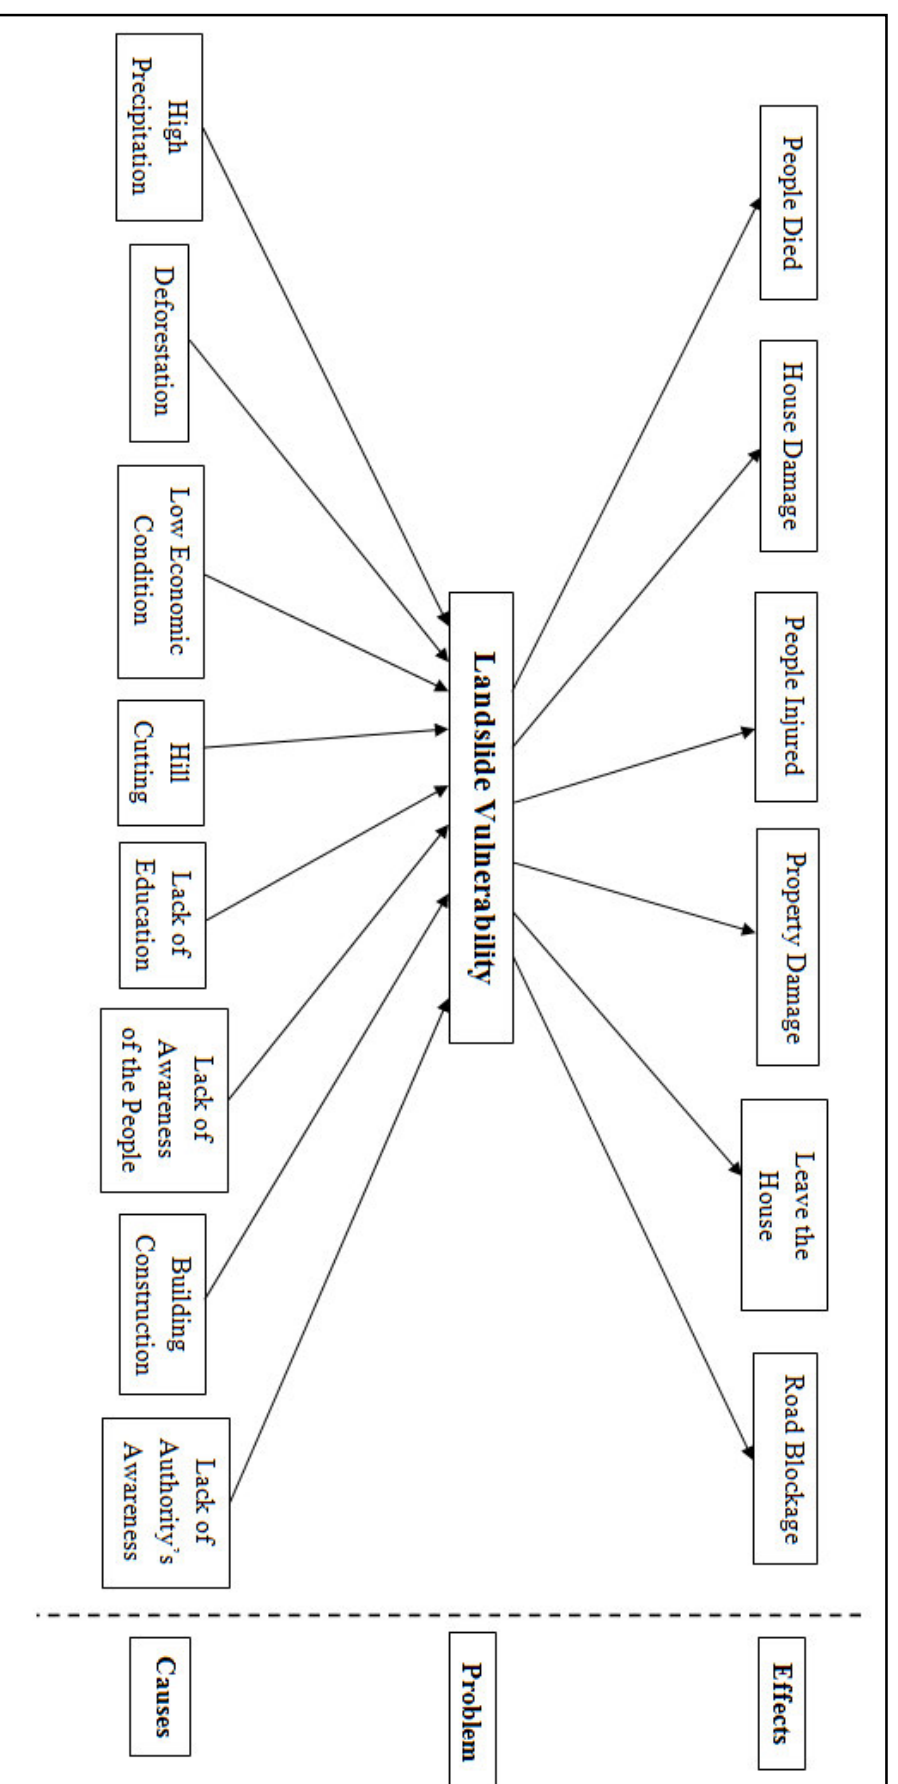 People Died
House Damage
People Injured
Property Damage
Leave the
House
Road Blockage
Effects
Landslide Vulnerability
Problem
High
Precipitation
Deforestation
Low Economic
Condition
Hill
Cutting
Lack of
Education
Lack of
Awareness
of the People
Building
Construction
Lack of
Authority's
Awareness
Causes